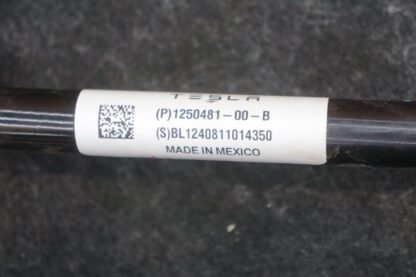 TESLA
(P)1250481-00-B
(S)BL1240811014350
MADE IN MEXICO